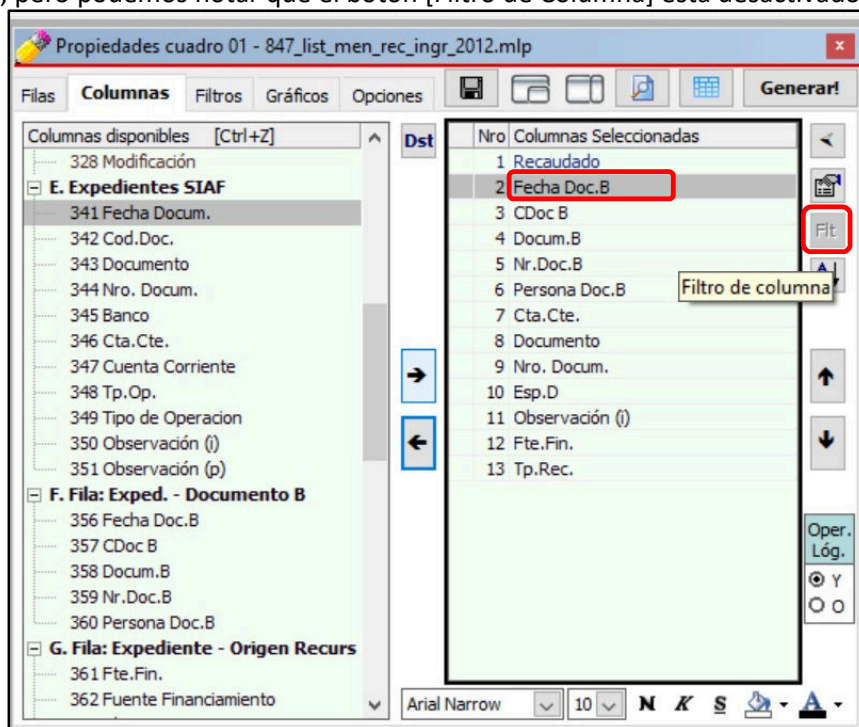 , pero podemos notar que el botón [Filtro de Columna] está desactivado
Propiedades cuadro 01 - 847_list_men_rec_ingr_2012.mlp
Filas Columnas Filtros Gráficos Opciones Generar!
Columnas disponibles [Ctrl+Z]
328 Modificación
E. Expedientes SIAF
341 Fecha Docum.
342 Cod.Doc.
343 Documento
344 Nro. Docum.
345 Banco
346 Cta.Cte.
347 Cuenta Corriente
348 Tp.Op.
349 Tipo de Operacion
350 Observación (i)
351 Observación (p)
F. Fila: Exped. - Documento B
356 Fecha Doc.B
357 CDoc B
358 Docum.B
359 Nr.Doc.B
360 Persona Doc.B
G. Fila: Expediente - Origen Recurs
361 Fte.Fin.
362 Fuente Financiamiento
Dst
Nro Columnas Seleccionadas
1 Recaudado
2 Fecha Doc.B
3 CDoc B
4 Docum.B
5 Nr.Doc.B
6 Persona Doc.B
7 Cta.Cte.
8 Documento
9 Nro. Docum.
10 Esp.D
11 Observación (i)
12 Fte.Fin.
13 Tp.Rec.
Flt
Filtro de columna
Oper.
Lóg.
Y
O
Arial Narrow 10 N K S A